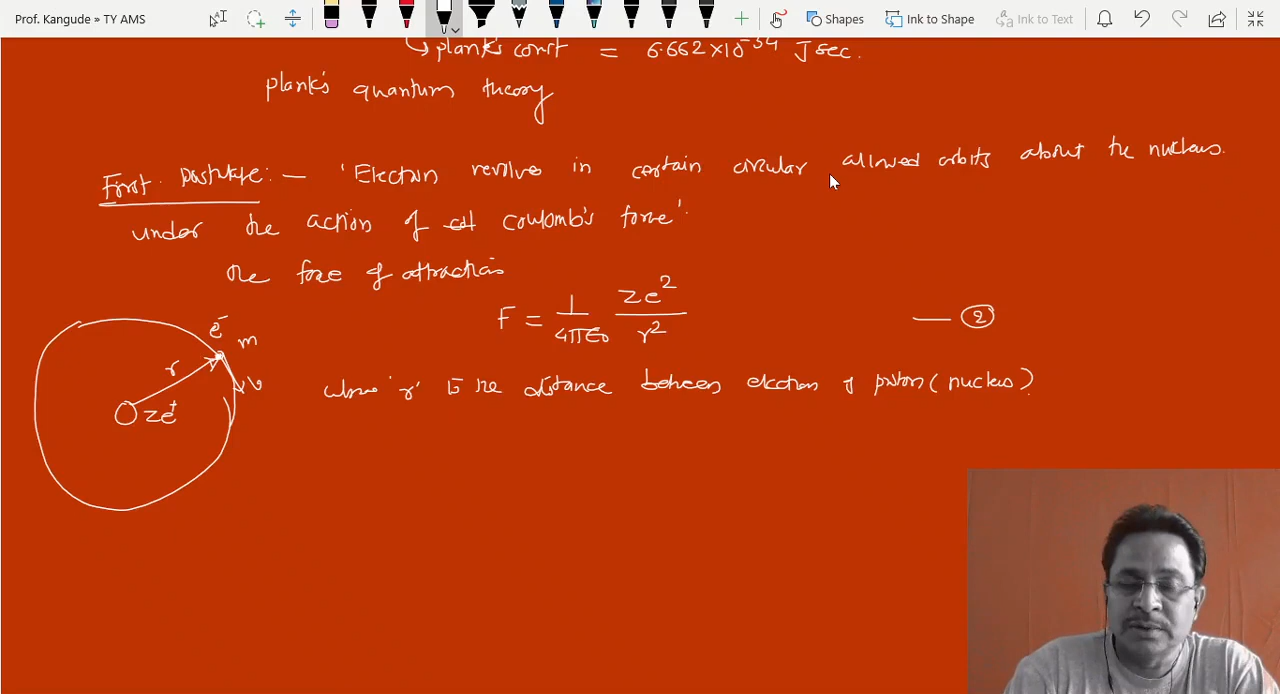 Prof. Kangude » TY AMS
Shapes
Ink to Shape
Ink to Text
plank's const = 6.662×10⁻³⁴ J sec.
plank's quantum theory
First postulate :— 'Electron revolve in certain circular allowed orbits about the nucleus.
under the action of Coulomb's force'.
the force of attraction
F = 1/4πε₀ Ze²/r² — ②
e⁻
m
r
v
ze⁺
where 'r' is the distance between electron & proton (nucleus)